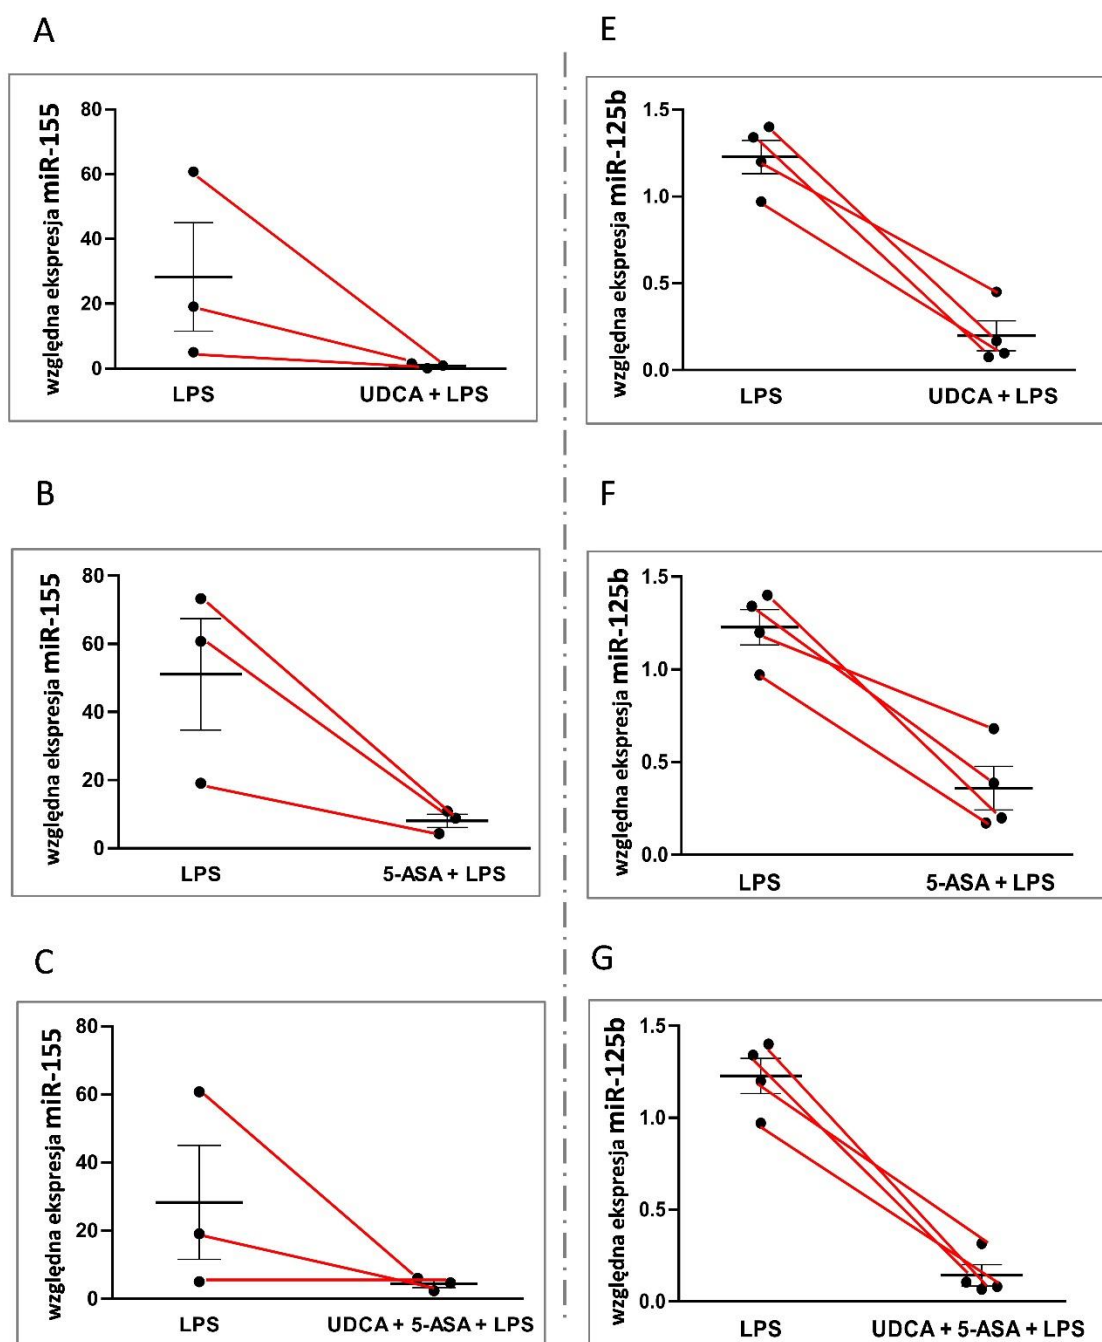 A
względna ekspresja miR-155
80
60
40
20
0
LPS
UDCA + LPS
B
względna ekspresja miR-155
80
60
40
20
0
LPS
5-ASA + LPS
C
względna ekspresja miR-155
80
60
40
20
0
LPS
UDCA + 5-ASA + LPS
E
względna ekspresja miR-125b
1.5
1.0
0.5
0.0
LPS
UDCA + LPS
F
względna ekspresja miR-125b
1.5
1.0
0.5
0.0
LPS
5-ASA + LPS
G
względna ekspresja miR-125b
1.5
1.0
0.5
0.0
LPS
UDCA + 5-ASA + LPS